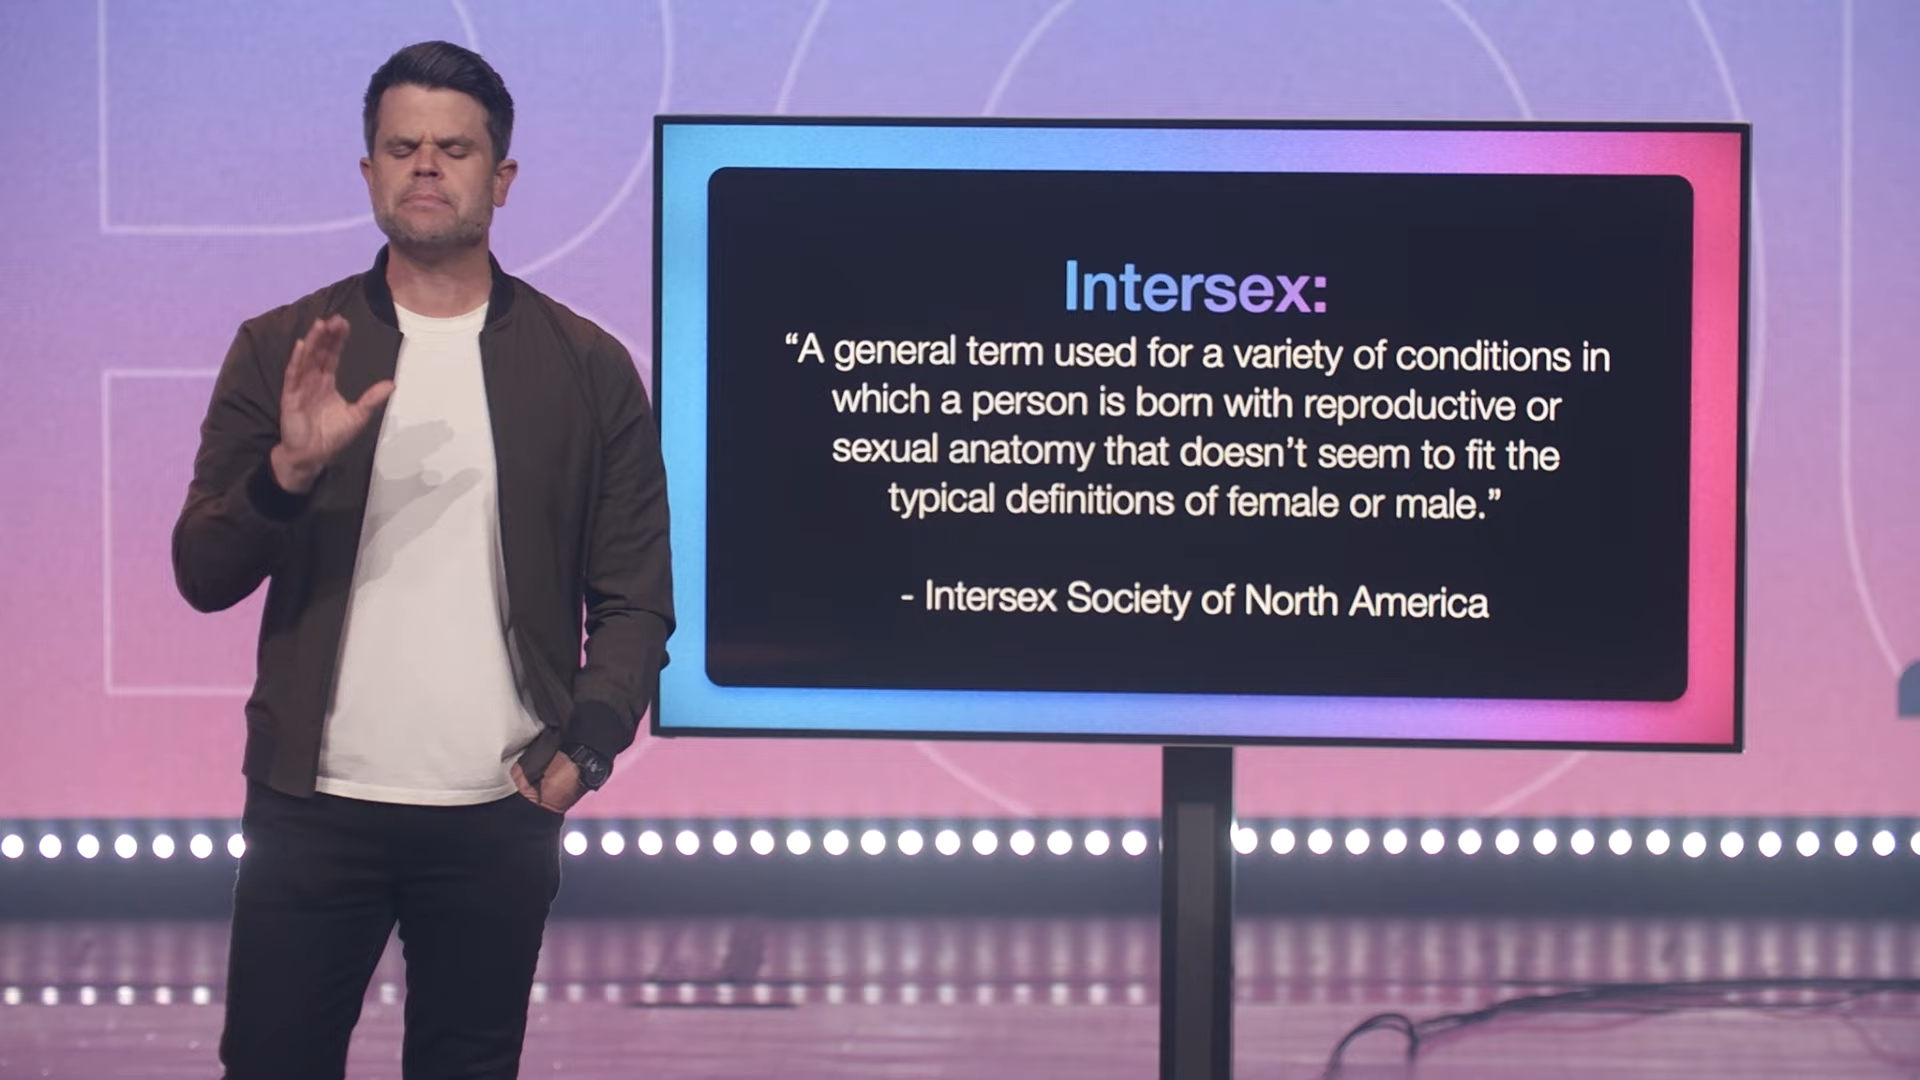 Intersex:
“A general term used for a variety of conditions in
which a person is born with reproductive or
sexual anatomy that doesn’t seem to fit the
typical definitions of female or male.”
- Intersex Society of North America